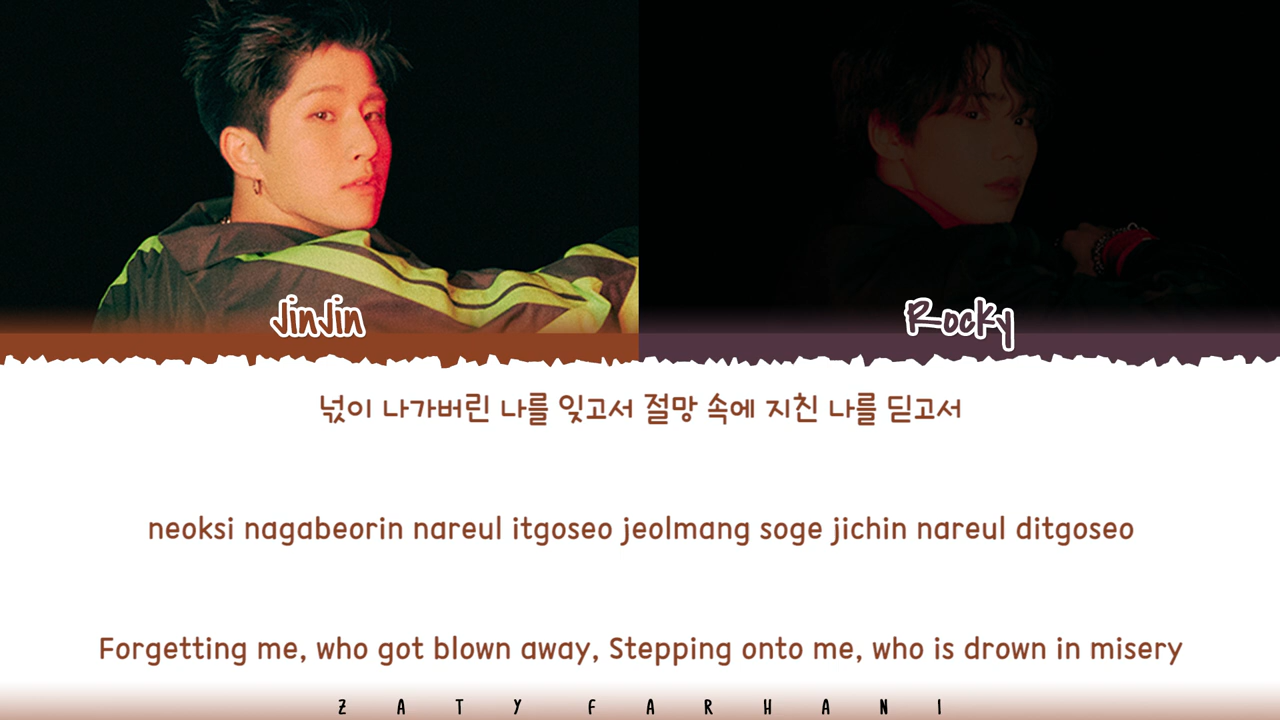 JinJin
Rocky
넋이 나가버린 나를 잊고서 절망 속에 지친 나를 딛고서
neoksi nagabeorin nareul itgoseo jeolmang soge jichin nareul ditgoseo
Forgetting me, who got blown away, Stepping onto me, who is drown in misery
ZATY FARHANI